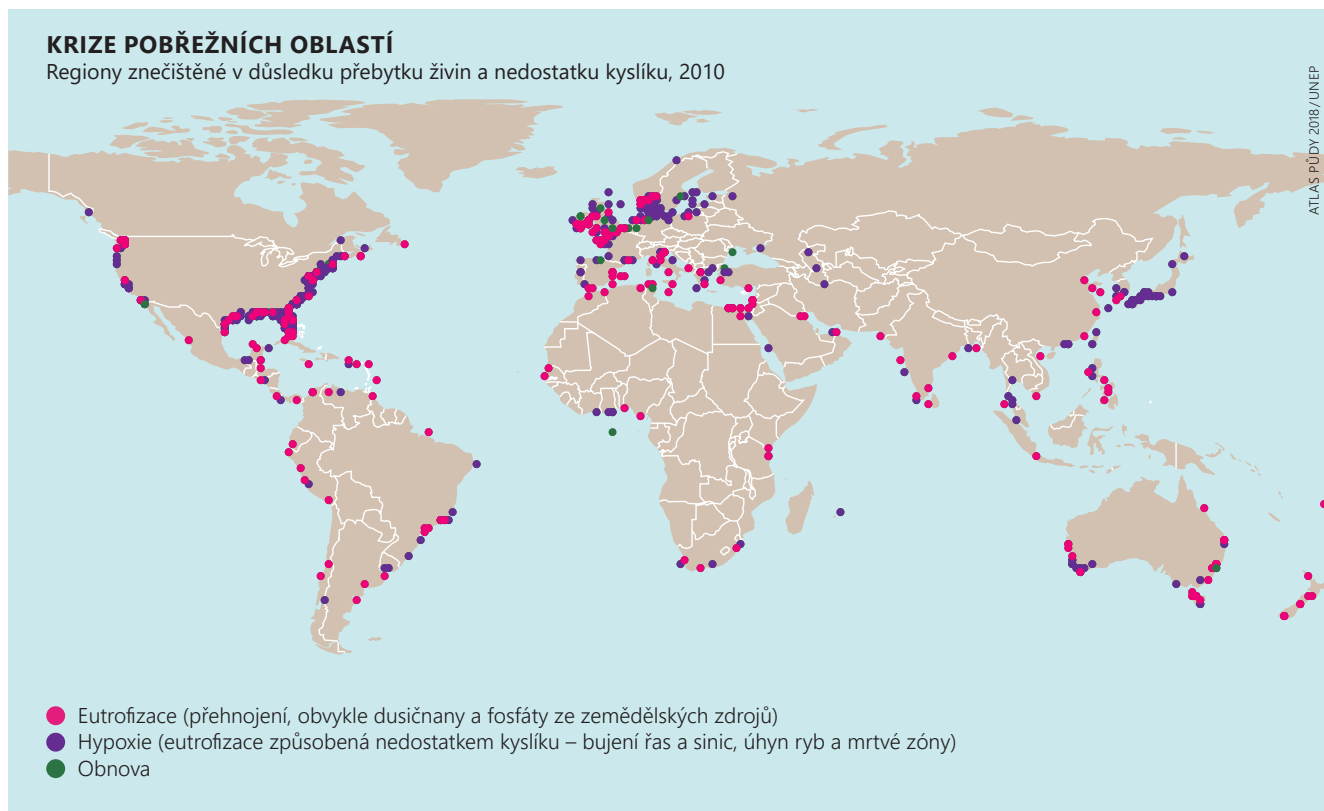 KRIZE POBŘEŽNÍCH OBLASTÍ
Regiony znečištěné v důsledku přebytku živin a nedostatku kyslíku, 2010
ATLAS PŮDY 2018/UNEP
Eutrofizace (přehnojení, obvykle dusičnany a fosfáty ze zemědělských zdrojů)
Hypoxie (eutrofizace způsobená nedostatkem kyslíku – bujení řas a sinic, úhyn ryb a mrtvé zóny)
Obnova